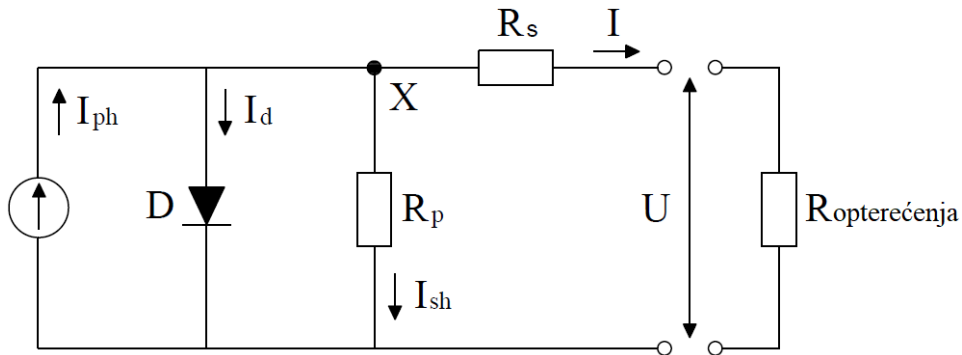 Rs
I
X
Iph
Id
D
Rp
U
Ropterećenja
Ish